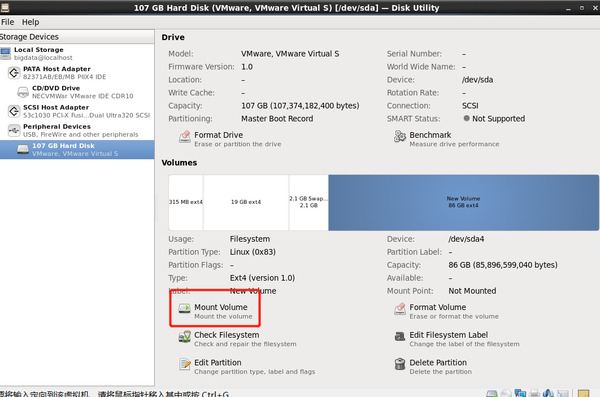 107 GB Hard Disk (VMware, VMware Virtual S) [/dev/sda] — Disk Utility
File Help
Storage Devices
Local Storage
bigdata@localhost
PATA Host Adapter
82371AB/EB/MB PIIX4 IDE
CD/DVD Drive
NECVMWar VMware IDE CDR10
SCSI Host Adapter
53c1030 PCI-X Fusi...Dual Ultra320 SCSI
Peripheral Devices
USB, FireWire and other peripherals
107 GB Hard Disk
VMware, VMware Virtual S
Drive
Model: VMware, VMware Virtual S Serial Number: –
Firmware Version: 1.0 World Wide Name: –
Location: – Device: /dev/sda
Write Cache: – Rotation Rate: –
Capacity: 107 GB (107,374,182,400 bytes) Connection: SCSI
Partitioning: Master Boot Record SMART Status: Not Supported
Format Drive Benchmark
Erase or partition the drive Measure drive performance
Volumes
315 MB ext4 19 GB ext4 2.1 GB Swap... New Volume
2.1 GB 86 GB ext4
Usage: Filesystem Device: /dev/sda4
Partition Type: Linux (0x83) Partition Label: –
Partition Flags: – Capacity: 86 GB (85,896,599,040 bytes)
Type: Ext4 (version 1.0) Available: –
Label: New Volume Mount Point: Not Mounted
Mount Volume Format Volume
Mount the volume Erase or format the volume
Check Filesystem Edit Filesystem Label
Check and repair the filesystem Change the label of the filesystem
Edit Partition Delete Partition
Change partition type, label and flags Delete the partition
要将输入定向到该虚拟机，请将鼠标指针移入其中或按 Ctrl+G